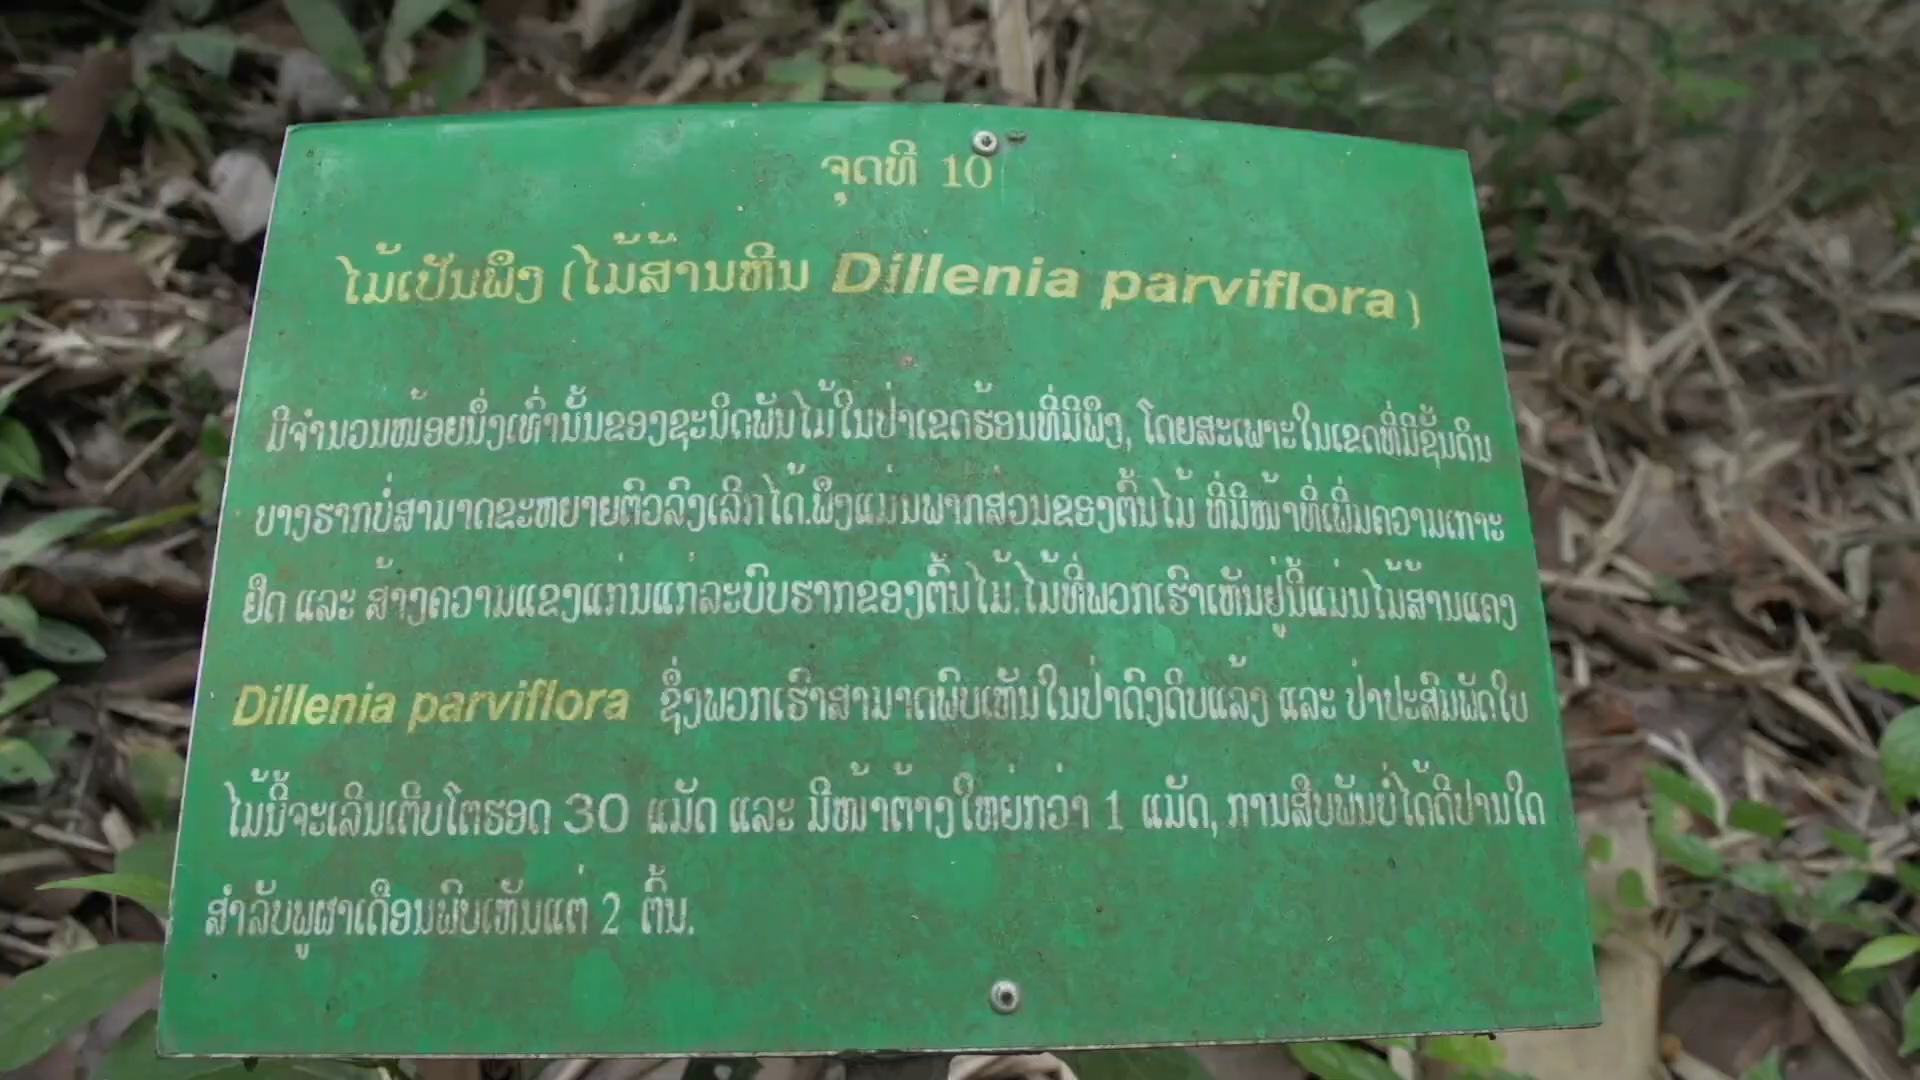 ຈຸດທີ 10
ໄມ້ເປັນພຶງ (ໄມ້ສ້ານຫີນ Dillenia parviflora)
ມີຈຳນວນໜ້ອຍນຶ່ງເທົ່ານັ້ນຂອງຊະນິດພັນໄມ້ໃນປ່າເຂດຮ້ອນທີ່ມີພຶງ, ໂດຍສະເພາະໃນເຂດທີ່ມີຊັ້ນດິນ
ບາງຮາກບໍ່ສາມາດຂະຫຍາຍຕົວລົງເລິກໄດ້.ພຶງແມ່ນພາກສ່ວນຂອງຕົ້ນໄມ້ ທີ່ມີໜ້າທີ່ເພີ່ມຄວາມເກາະ
ຢຶດ ແລະ ສ້າງຄວາມແຂງແກ່ນແກ່ລະບົບຮາກຂອງຕົ້ນໄມ້.ໄມ້ທີ່ພວກເຮົາເຫັນຢູ່ນີ້ແມ່ນໄມ້ສ້ານແຄງ
Dillenia parviflora ຊຶ່ງພວກເຮົາສາມາດພົບເຫັນໃນປ່າດົງດິບແລ້ງ ແລະ ປ່າປະສົມພັດໃບ
ໄມ້ນີ້ຈະເລີນເຕີບໂຕຮອດ 30 ແມັດ ແລະ ມີໜ້າຕ້າງໃຫຍ່ກວ່າ 1 ແມັດ, ການສືບພັນບໍ່ໄດ້ດີປານໃດ
ສຳລັບພູຜາເດືອນພົບເຫັນແຕ່ 2 ຕົ້ນ.